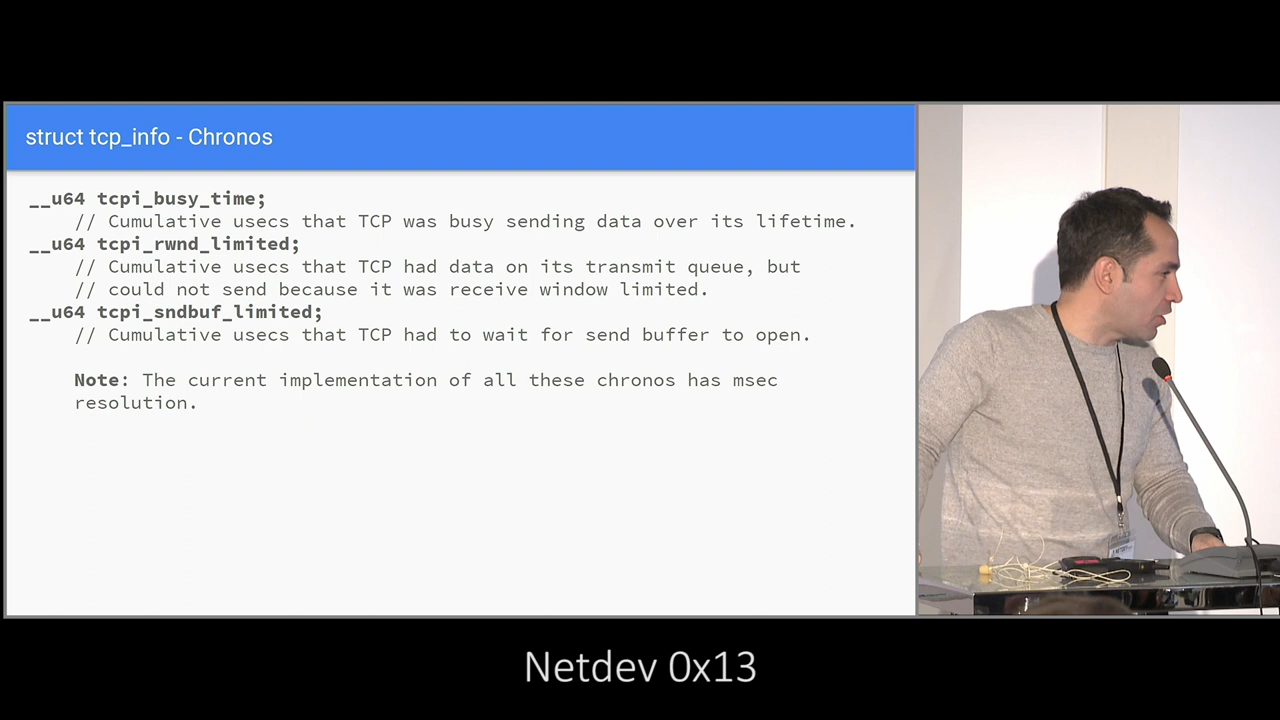 struct tcp_info - Chronos
__u64 tcpi_busy_time;
// Cumulative usecs that TCP was busy sending data over its lifetime.
__u64 tcpi_rwnd_limited;
// Cumulative usecs that TCP had data on its transmit queue, but
// could not send because it was receive window limited.
__u64 tcpi_sndbuf_limited;
// Cumulative usecs that TCP had to wait for send buffer to open.
Note: The current implementation of all these chronos has msec
resolution.
Netdev 0x13